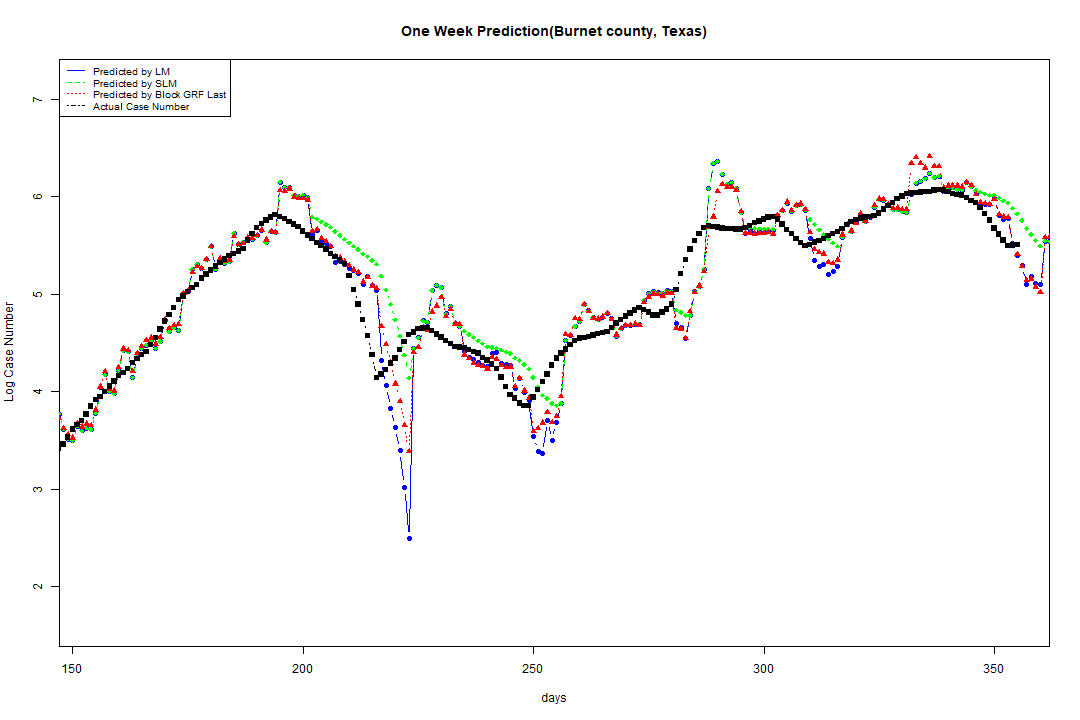 One Week Prediction(Burnet county, Texas)
Predicted by LM
Predicted by SLM
Predicted by Block GRF Last
Actual Case Number
7
6
5
4
3
2
Log Case Number
150 200 250 300 350
days